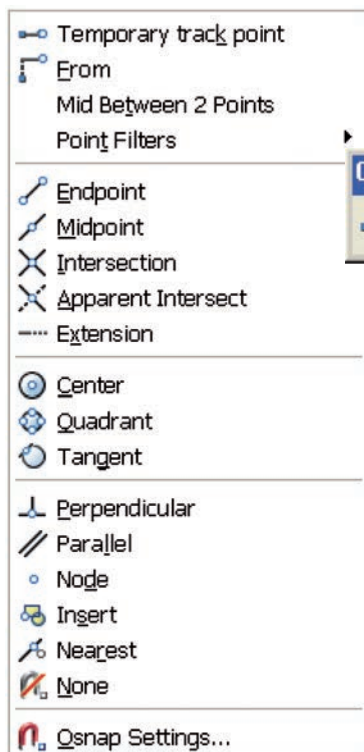 Temporary track point
From
Mid Between 2 Points
Point Filters
Endpoint
Midpoint
Intersection
Apparent Intersect
Extension
Center
Quadrant
Tangent
Perpendicular
Parallel
Node
Insert
Nearest
None
Osnap Settings...